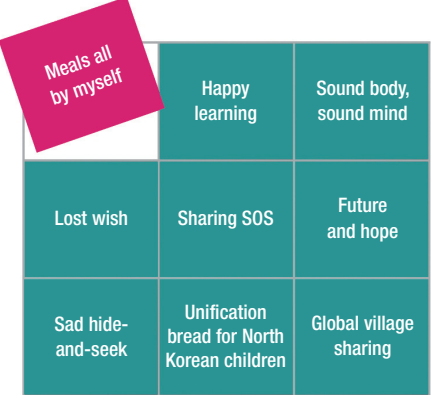 Meals all
by myself
Happy
learning
Sound body,
sound mind
Lost wish
Sharing SOS
Future
and hope
Sad hide-
and-seek
Unification
bread for North
Korean children
Global village
sharing